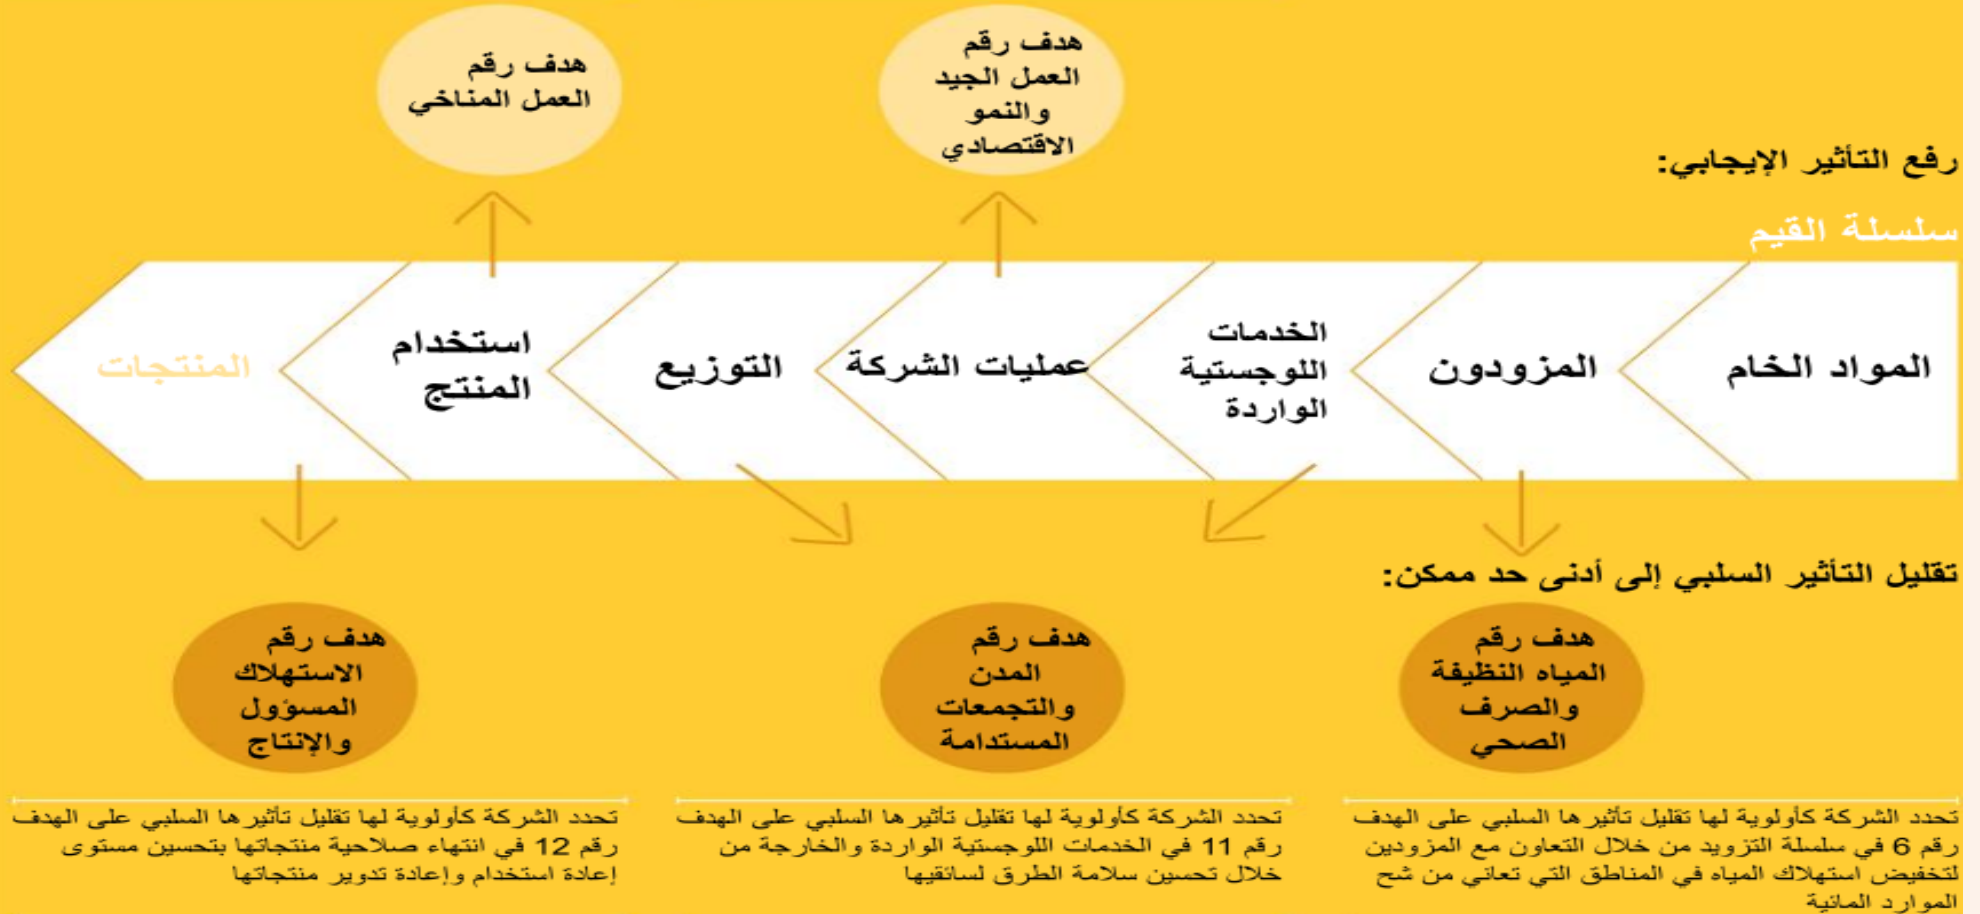 هدف رقم
العمل الجيد
والنمو
الاقتصادي
هدف رقم
العمل المناخي
رفع التأثير الإيجابي:
سلسلة القيم
المواد الخام
المزودون
الخدمات
اللوجستية
الواردة
عمليات الشركة
التوزيع
استخدام
المنتج
المنتجات
تقليل التأثير السلبي إلى أدنى حد ممكن:
هدف رقم
المياه النظيفة
والصرف
الصحي
هدف رقم
المدن
والتجمعات
المستدامة
هدف رقم
الاستهلاك
المسؤول
والإنتاج
تحدد الشركة كأولوية لها تقليل تأثيرها السلبي على الهدف
رقم 6 في سلسلة التزويد من خلال التعاون مع المزودين
لتخفيض استهلاك المياه في المناطق التي تعاني من شح
الموارد المائية
تحدد الشركة كأولوية لها تقليل تأثيرها السلبي على الهدف
رقم 11 في الخدمات اللوجستية الواردة والخارجة من
خلال تحسين سلامة الطرق لسائقيها
تحدد الشركة كأولوية لها تقليل تأثيرها السلبي على الهدف
رقم 12 في انتهاء صلاحية منتجاتها بتحسين مستوى
إعادة استخدام وإعادة تدوير منتجاتها